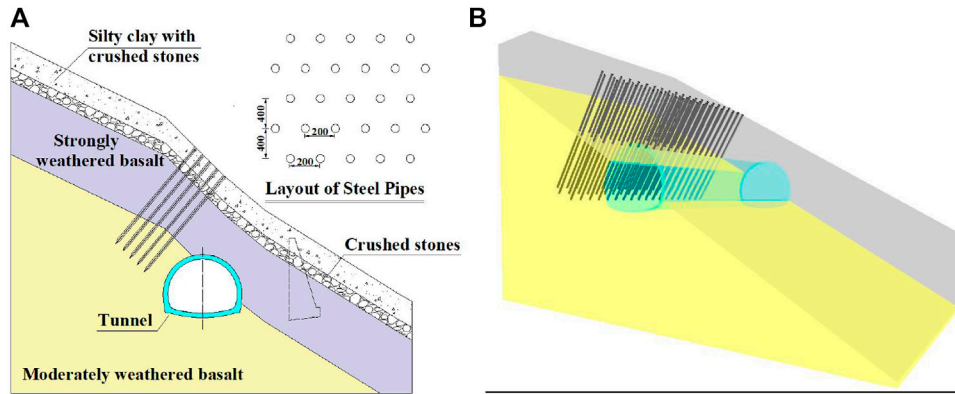 A
B
Silty clay with
crushed stones
400
400
200
200
Layout of Steel Pipes
Strongly
weathered basalt
Crushed stones
Tunnel
Moderately weathered basalt